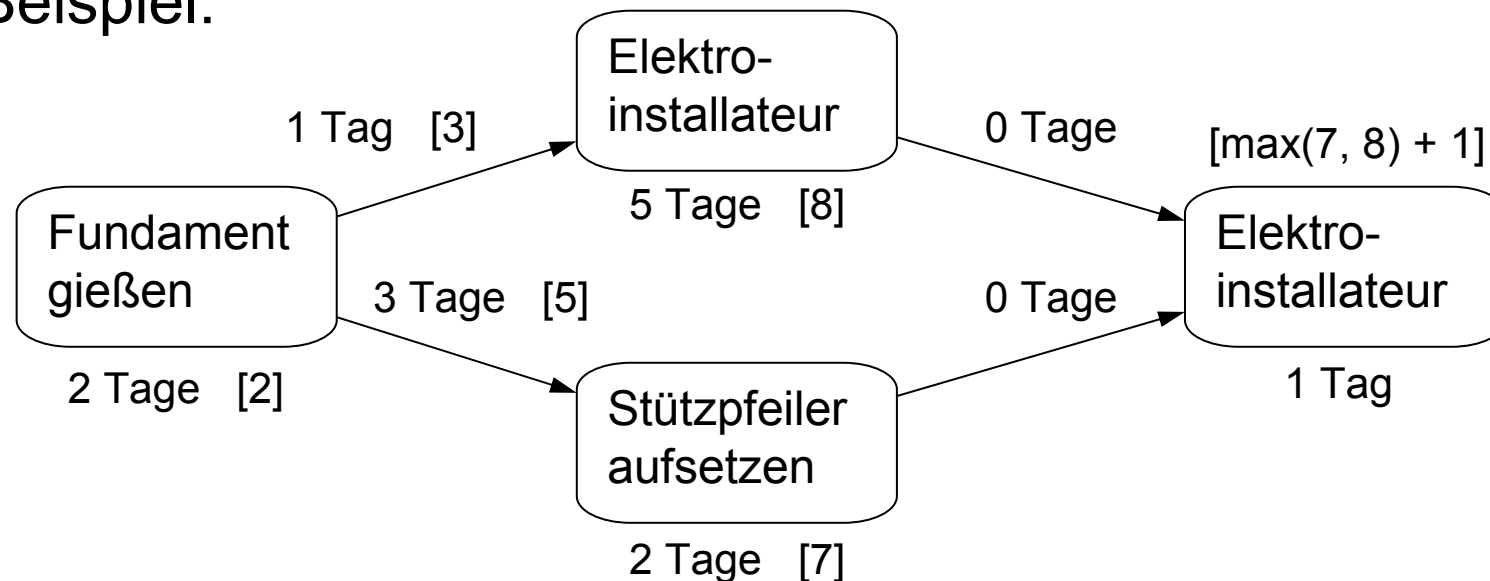 Beispiel:
Elektro-
installateur
1 Tag [3]
0 Tage
[max(7, 8) + 1]
5 Tage [8]
Fundament
gießen
Elektro-
installateur
3 Tage [5]
0 Tage
2 Tage [2]
1 Tag
Stützpfeiler
aufsetzen
2 Tage [7]